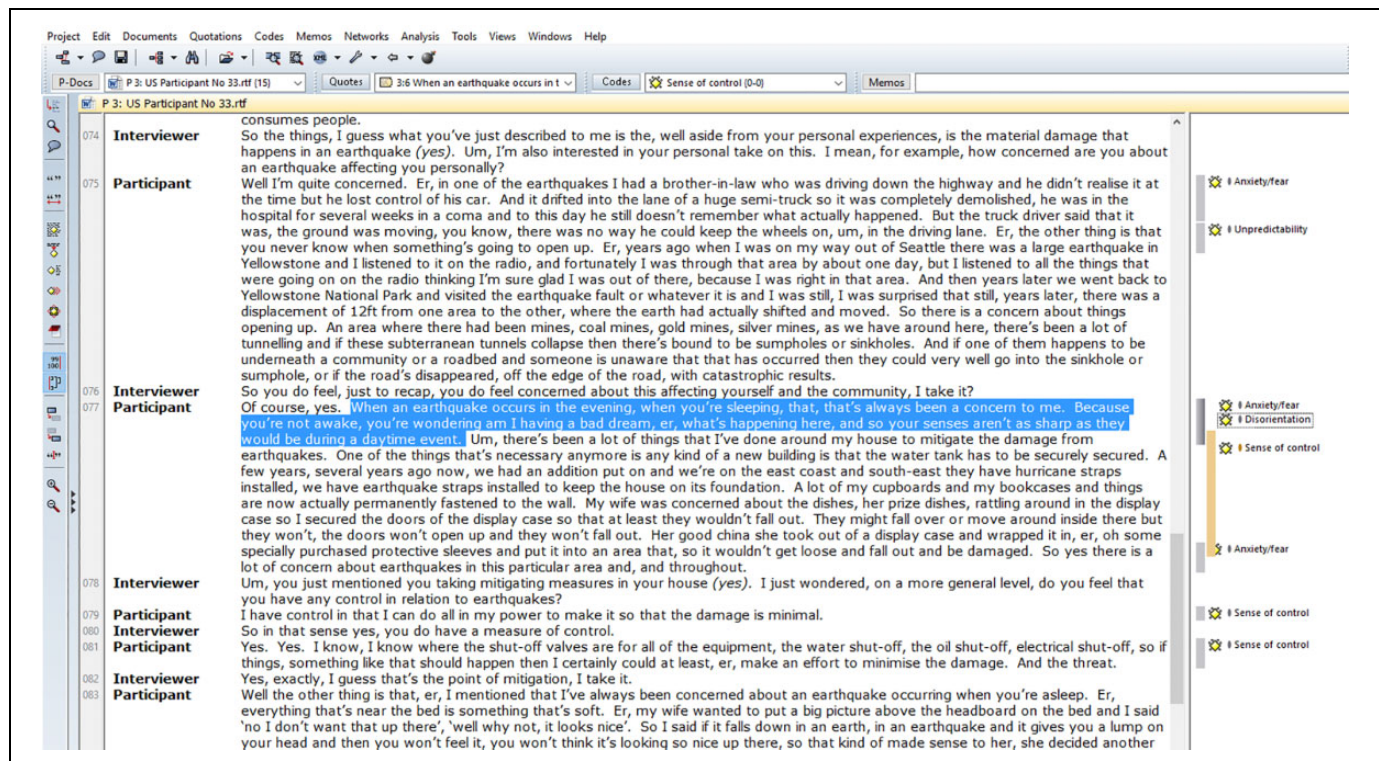 Project Edit Documents Quotations Codes Memos Networks Analysis Tools Views Windows Help
P-Docs P 3: US Participant No 33.rtf (15) Quotes 3:6 When an earthquake occurs in t Codes Sense of control (0-0) Memos
P 3: US Participant No 33.rtf
consumes people.
074 Interviewer So the things, I guess what you've just described to me is the, well aside from your personal experiences, is the material damage that
happens in an earthquake (yes). Um, I'm also interested in your personal take on this. I mean, for example, how concerned are you about
an earthquake affecting you personally?
075 Participant Well I'm quite concerned. Er, in one of the earthquakes I had a brother-in-law who was driving down the highway and he didn't realise it at
Anxiety/fear
the time but he lost control of his car. And it drifted into the lane of a huge semi-truck so it was completely demolished, he was in the
hospital for several weeks in a coma and to this day he still doesn't remember what actually happened. But the truck driver said that it
was, the ground was moving, you know, there was no way he could keep the wheels on, um, in the driving lane. Er, the other thing is that
Unpredictability
you never know when something's going to open up. Er, years ago when I was on my way out of Seattle there was a large earthquake in
Yellowstone and I listened to it on the radio, and fortunately I was through that area by about one day, but I listened to all the things that
were going on on the radio thinking I'm sure glad I was out of there, because I was right in that area. And then years later we went back to
Yellowstone National Park and visited the earthquake fault or whatever it is and I was still, I was surprised that still, years later, there was a
displacement of 12ft from one area to the other, where the earth had actually shifted and moved. So there is a concern about things
opening up. An area where there had been mines, coal mines, gold mines, silver mines, as we have around here, there's been a lot of
tunnelling and if these subterranean tunnels collapse then there's bound to be sumpholes or sinkholes. And if one of them happens to be
underneath a community or a roadbed and someone is unaware that that has occurred then they could very well go into the sinkhole or
sumphole, or if the road's disappeared, off the edge of the road, with catastrophic results.
076 Interviewer So you do feel, just to recap, you do feel concerned about this affecting yourself and the community, I take it?
077 Participant Of course, yes. When an earthquake occurs in the evening, when you're sleeping, that, that's always been a concern to me. Because
Anxiety/fear
you're not awake, you're wondering am I having a bad dream, er, what's happening here, and so your senses aren't as sharp as they
Disorientation
would be during a daytime event. Um, there's been a lot of things that I've done around my house to mitigate the damage from
earthquakes. One of the things that's necessary anymore is any kind of a new building is that the water tank has to be securely secured. A
Sense of control
few years, several years ago now, we had an addition put on and we're on the east coast and south-east they have hurricane straps
installed, we have earthquake straps installed to keep the house on its foundation. A lot of my cupboards and my bookcases and things
are now actually permanently fastened to the wall. My wife was concerned about the dishes, her prize dishes, rattling around in the display
case so I secured the doors of the display case so that at least they wouldn't fall out. They might fall over or move around inside there but
they won't, the doors won't open up and they won't fall out. Her good china she took out of a display case and wrapped it in, er, oh some
specially purchased protective sleeves and put it into an area that, so it wouldn't get loose and fall out and be damaged. So yes there is a
Anxiety/fear
lot of concern about earthquakes in this particular area and, and throughout.
078 Interviewer Um, you just mentioned you taking mitigating measures in your house (yes). I just wondered, on a more general level, do you feel that
you have any control in relation to earthquakes?
079 Participant I have control in that I can do all in my power to make it so that the damage is minimal.
Sense of control
080 Interviewer So in that sense yes, you do have a measure of control.
081 Participant Yes. Yes. I know, I know where the shut-off valves are for all of the equipment, the water shut-off, the oil shut-off, electrical shut-off, so if
Sense of control
things, something like that should happen then I certainly could at least, er, make an effort to minimise the damage. And the threat.
082 Interviewer Yes, exactly, I guess that's the point of mitigation, I take it.
083 Participant Well the other thing is that, er, I mentioned that I've always been concerned about an earthquake occurring when you're asleep. Er,
everything that's near the bed is something that's soft. Er, my wife wanted to put a big picture above the headboard on the bed and I said
'no I don't want that up there', 'well why not, it looks nice'. So I said if it falls down in an earth, in an earthquake and it gives you a lump on
your head and then you won't feel it, you won't think it's looking so nice up there, so that kind of made sense to her, she decided another